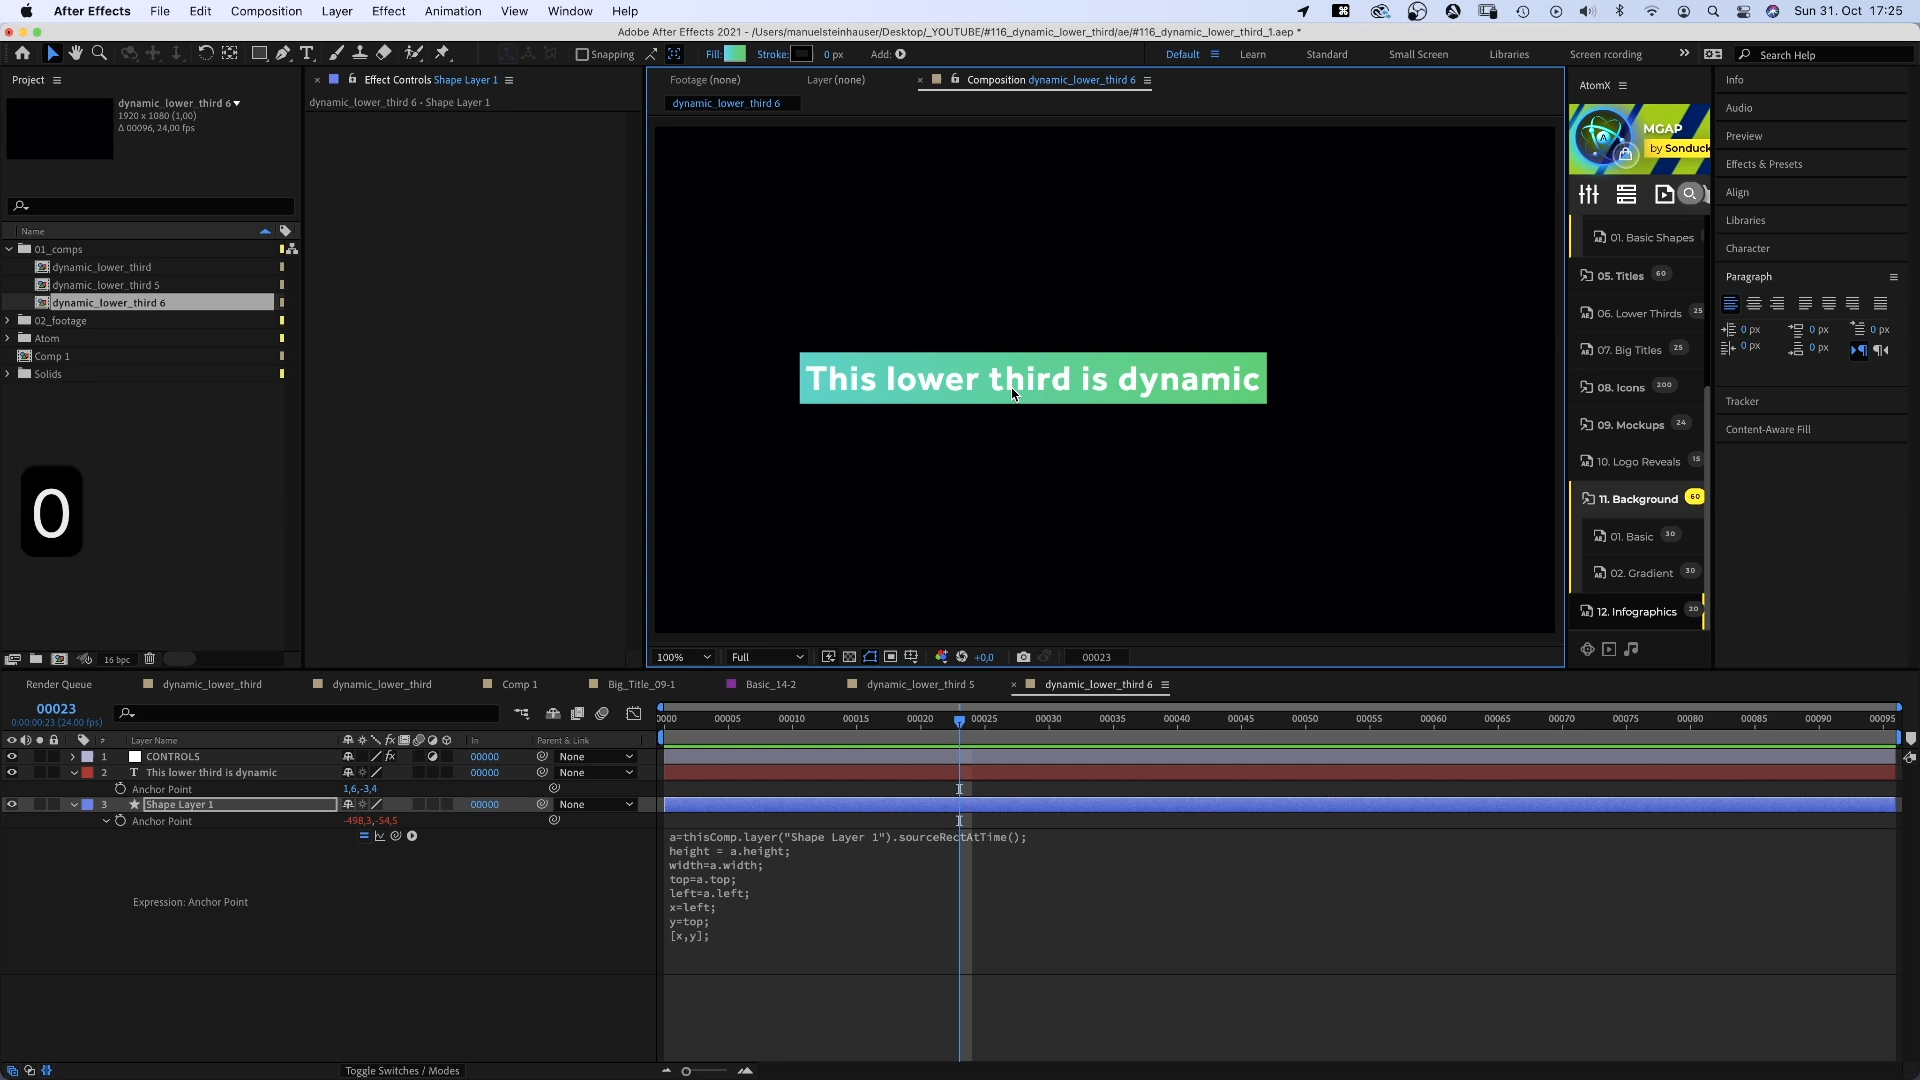 After Effects File Edit Composition Layer Effect Animation View Window Help Sun 31. Oct 17:25
Adobe After Effects 2021 - /Users/manuelsteinhauser/Desktop/_YOUTUBE/#116_dynamic_lower_third/ae/#116_dynamic_lower_third_1.aep *
Snapping Fill: Stroke: 0 px Add: Default Learn Standard Small Screen Libraries Screen recording Search Help
Project
dynamic_lower_third 6
1920 x 1080 (1,00)
Δ 00096, 24,00 fps
Name
01_comps
dynamic_lower_third
dynamic_lower_third 5
dynamic_lower_third 6
02_footage
Atom
Comp 1
Solids
0
16 bpc
Effect Controls Shape Layer 1
dynamic_lower_third 6 • Shape Layer 1
Footage (none) Layer (none) Composition dynamic_lower_third 6
dynamic_lower_third 6
This lower third is dynamic
100% Full +0,0 00023
AtomX
MGAP
by Sonduck
01. Basic Shapes
05. Titles 60
06. Lower Thirds 25
07. Big Titles 25
08. Icons 200
09. Mockups 24
10. Logo Reveals 15
11. Background 60
01. Basic 30
02. Gradient 30
12. Infographics 20
Info
Audio
Preview
Effects & Presets
Align
Libraries
Character
Paragraph
0 px 0 px 0 px
0 px 0 px
Tracker
Content-Aware Fill
Render Queue dynamic_lower_third dynamic_lower_third Comp 1 Big_Title_09-1 Basic_14-2 dynamic_lower_third 5 dynamic_lower_third 6
00023
0:00:00:23 (24.00 fps)
0000 00005 00010 00015 00020 00025 00030 00035 00040 00045 00050 00055 00060 00065 00070 00075 00080 00085 00090 00095
# Layer Name In Parent & Link
1 CONTROLS 00000 None
2 T This lower third is dynamic 00000 None
Anchor Point 1,6,-3,4
3 Shape Layer 1 00000 None
Anchor Point -498,3,-54,5
Expression: Anchor Point
a=thisComp.layer("Shape Layer 1").sourceRectAtTime();
height = a.height;
width=a.width;
top=a.top;
left=a.left;
x=left;
y=top;
[x,y];
Toggle Switches / Modes